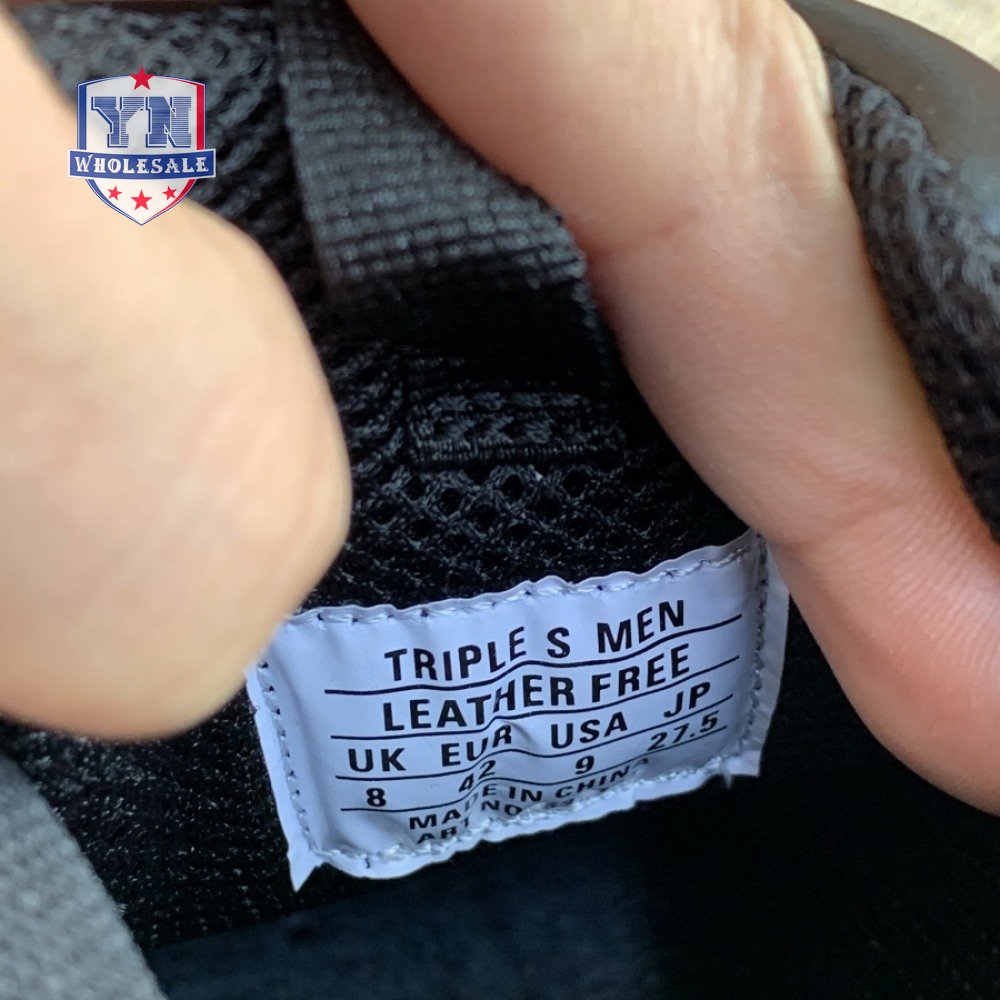 YN
WHOLESALE
TRIPLE S MEN
LEATHER FREE
UK EUR USA JP
8 42 9 27.5
MADE IN CHINA